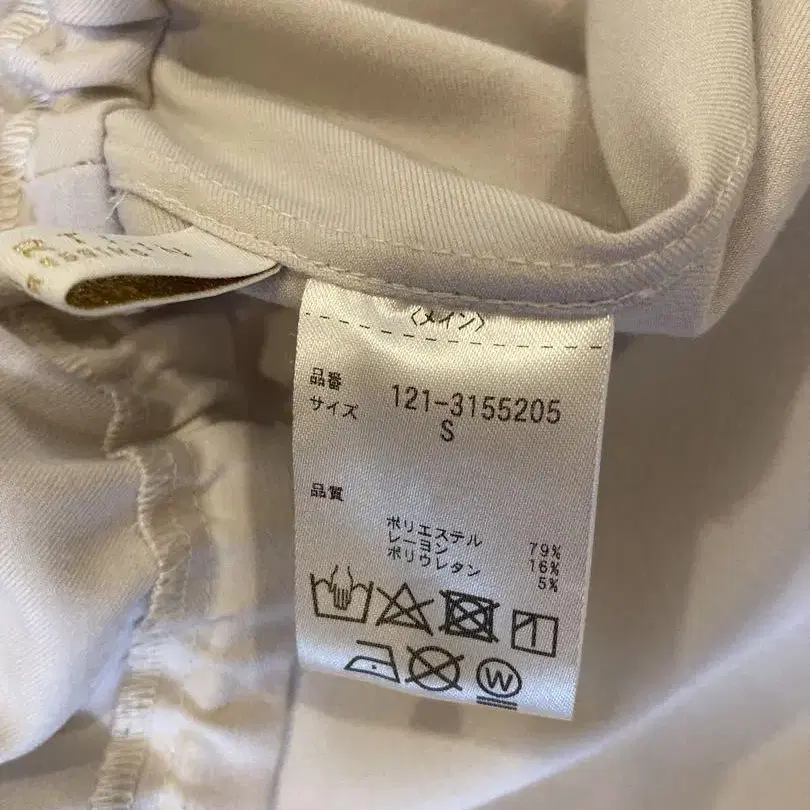 〈メイン〉
品番 121-3155205
サイズ S
品質
ポリエステル 79%
レーヨン 16%
ポリウレタン 5%
W